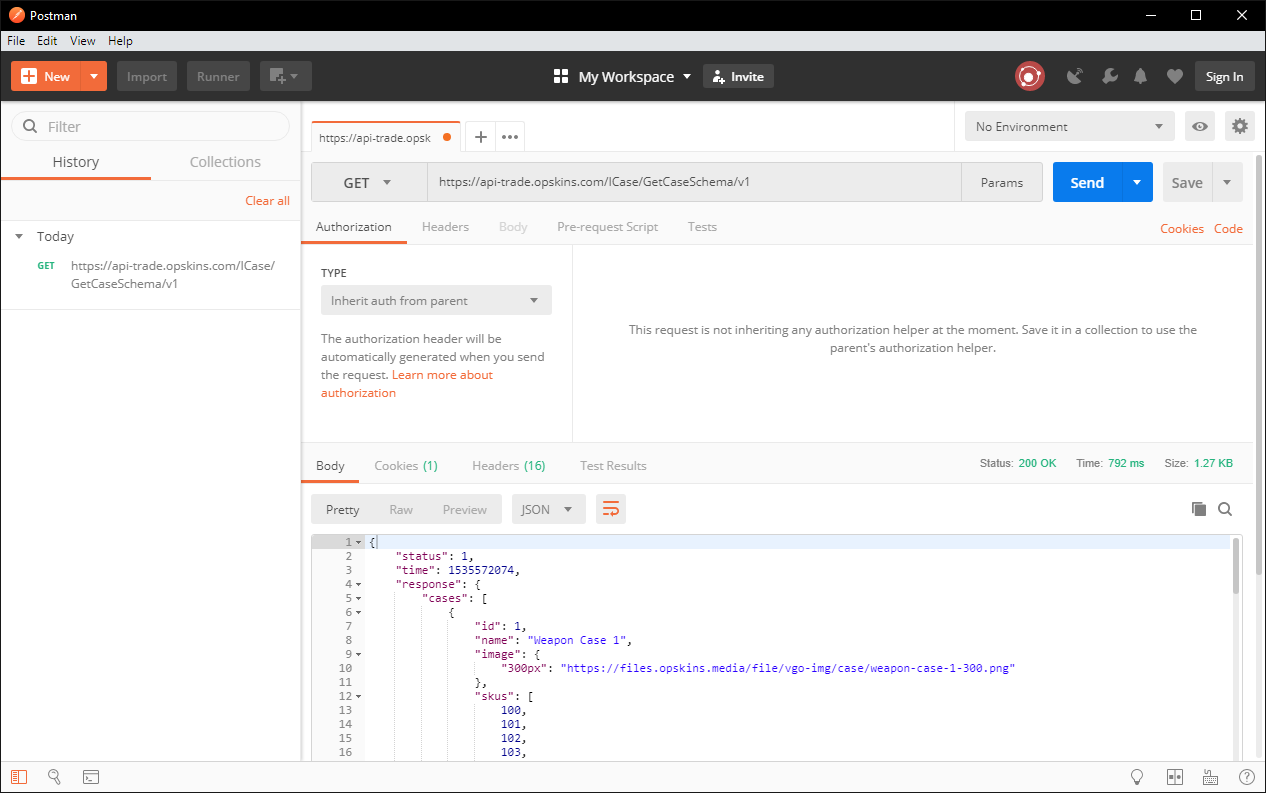 Postman
File Edit View Help
New Import Runner My Workspace Invite Sign In
Filter
History Collections
Clear all
Today
GET https://api-trade.opskins.com/ICase/
GetCaseSchema/v1
https://api-trade.opsk + ••• No Environment
GET https://api-trade.opskins.com/ICase/GetCaseSchema/v1 Params Send Save
Authorization Headers Body Pre-request Script Tests Cookies Code
TYPE
Inherit auth from parent
The authorization header will be
automatically generated when you send
the request. Learn more about
authorization
This request is not inheriting any authorization helper at the moment. Save it in a collection to use the
parent's authorization helper.
Body Cookies (1) Headers (16) Test Results Status: 200 OK Time: 792 ms Size: 1.27 KB
Pretty Raw Preview JSON
1 {
2 "status": 1,
3 "time": 1535572074,
4 "response": {
5 "cases": [
6 {
7 "id": 1,
8 "name": "Weapon Case 1",
9 "image": {
10 "300px": "https://files.opskins.media/file/vgo-img/case/weapon-case-1-300.png"
11 },
12 "skus": [
13 100,
14 101,
15 102,
16 103,